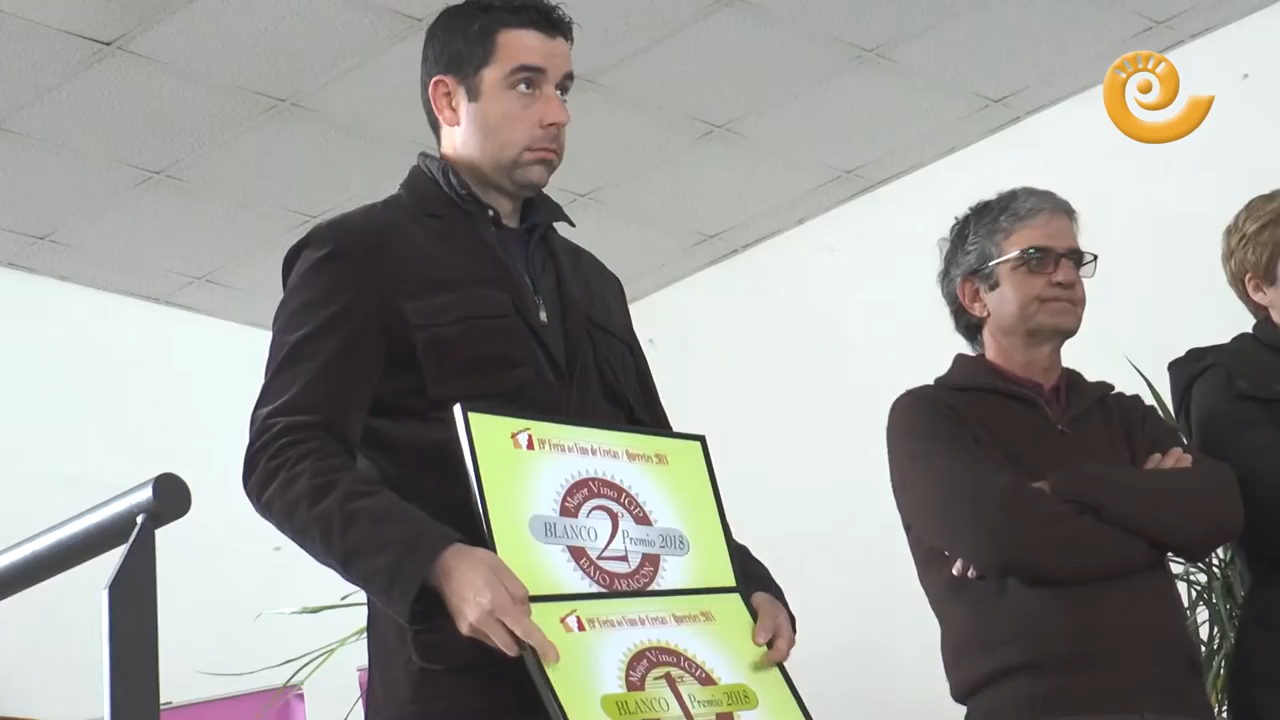 19ª Feria del Vino de Cretas / Queretes 2018
Mejor Vino IGP
BLANCO 2º Premio 2018
BAJO ARAGÓN
19ª Feria del Vino de Cretas / Queretes 2018
Mejor Vino IGP
BLANCO 1er Premio 2018